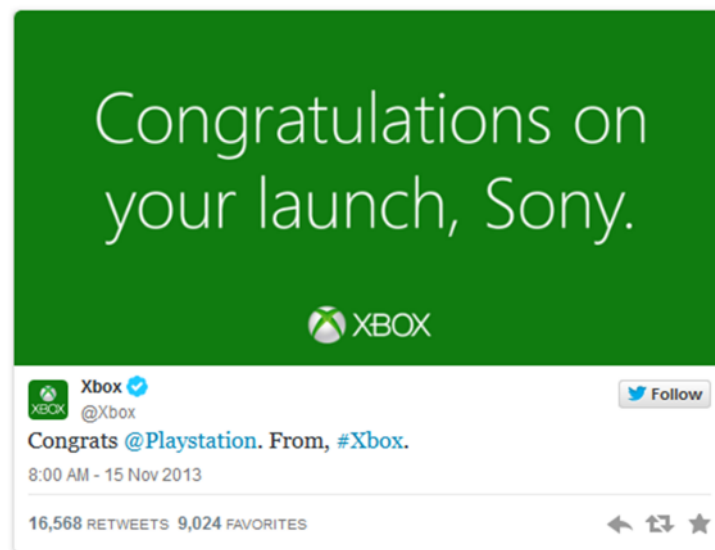 Congratulations on
your launch, Sony.
XBOX
Xbox
XBOX
@Xbox
Follow
Congrats @Playstation. From, #Xbox.
8:00 AM - 15 Nov 2013
16,568 RETWEETS 9,024 FAVORITES